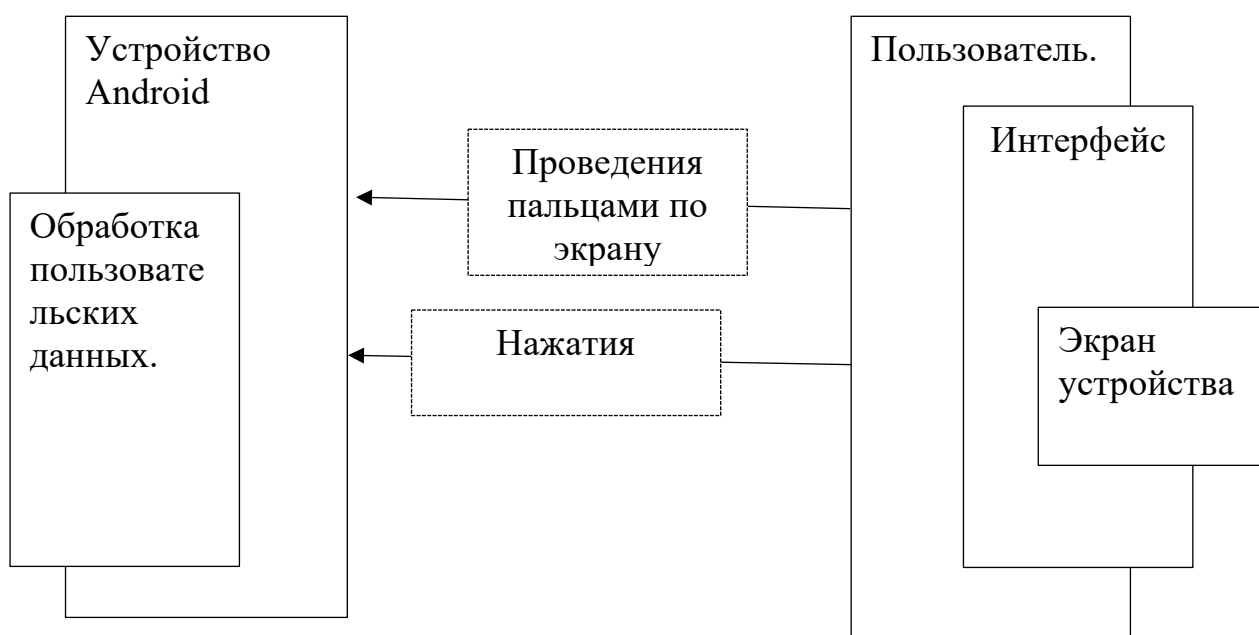 Устройство
Android
Обработка
пользовате
льских
данных.
Проведения
пальцами по
экрану
Нажатия
Пользователь.
Интерфейс
Экран
устройства